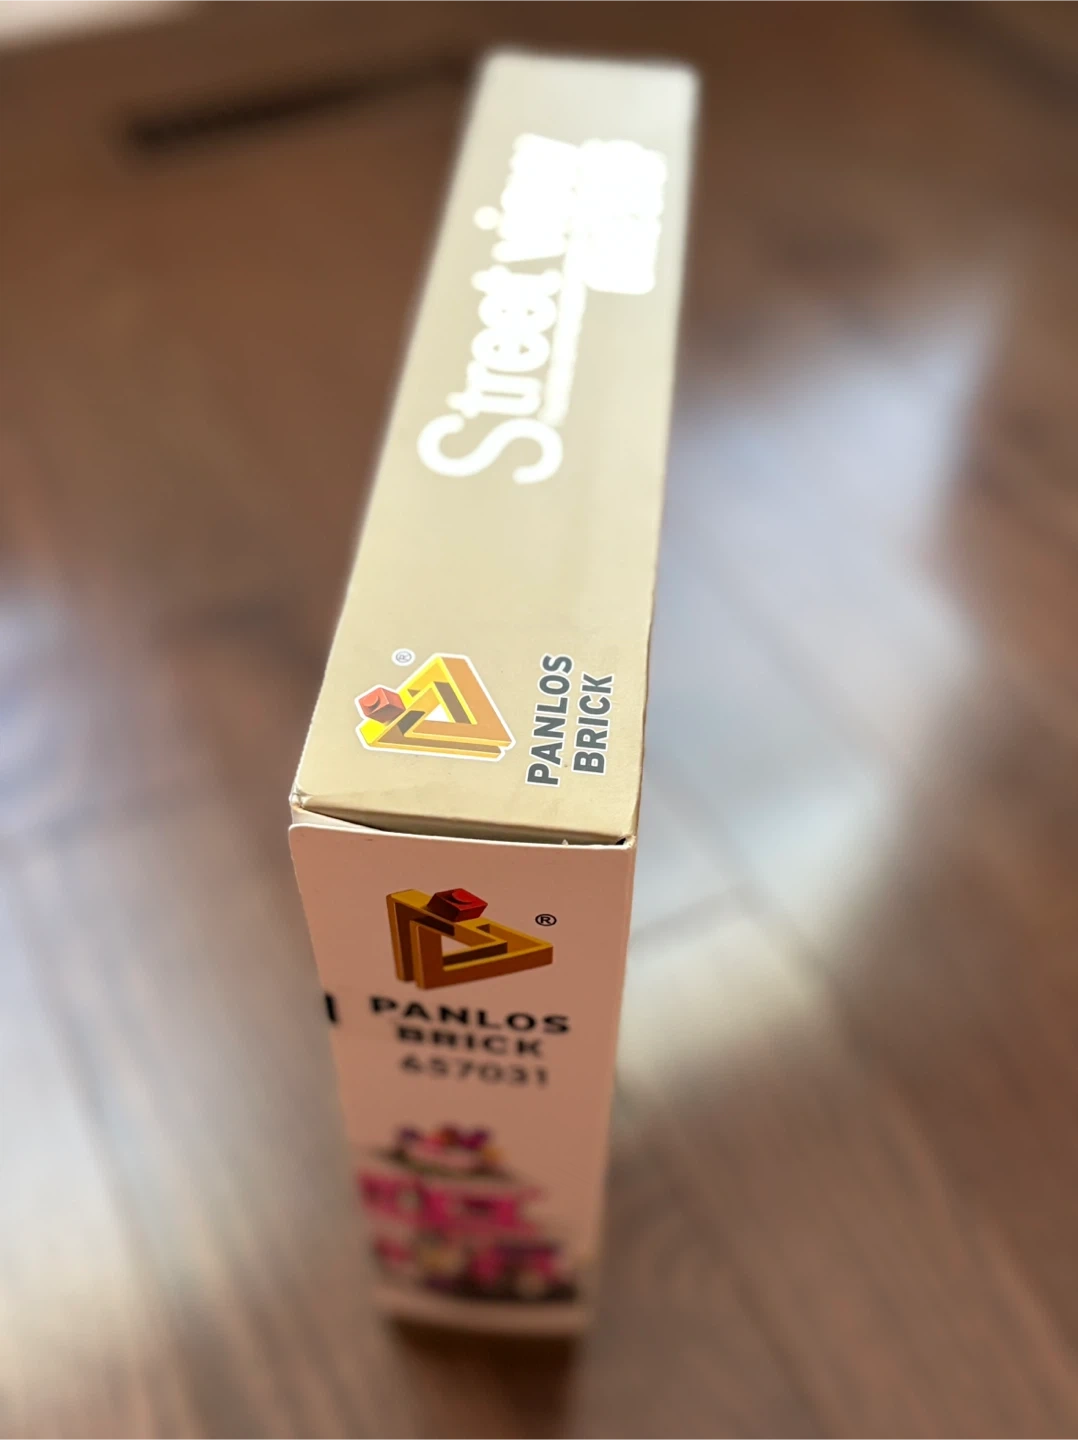 Street view
®
PANLOS
BRICK
®
PANLOS
BRICK
657031